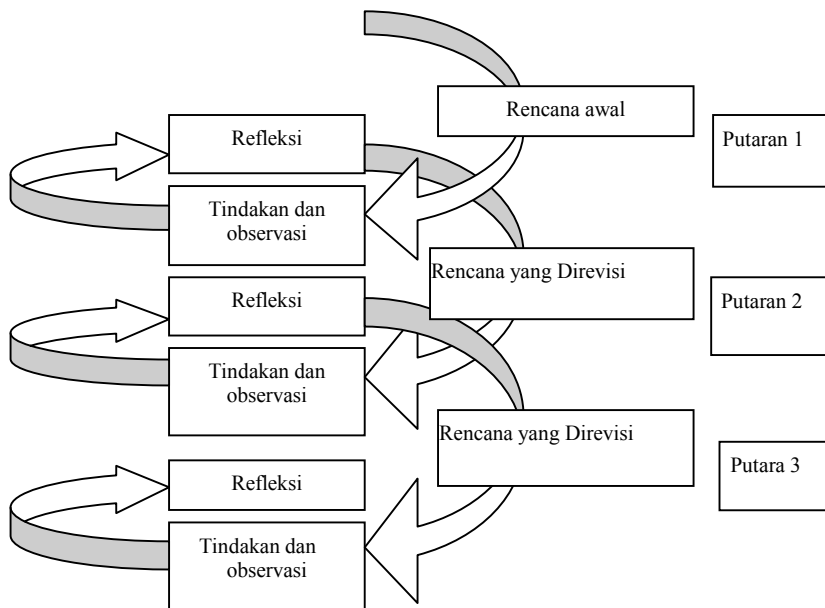 Rencana awal
Putaran 1
Refleksi
Tindakan dan
observasi
Rencana yang Direvisi
Putaran 2
Refleksi
Tindakan dan
observasi
Rencana yang Direvisi
Putara 3
Refleksi
Tindakan dan
observasi